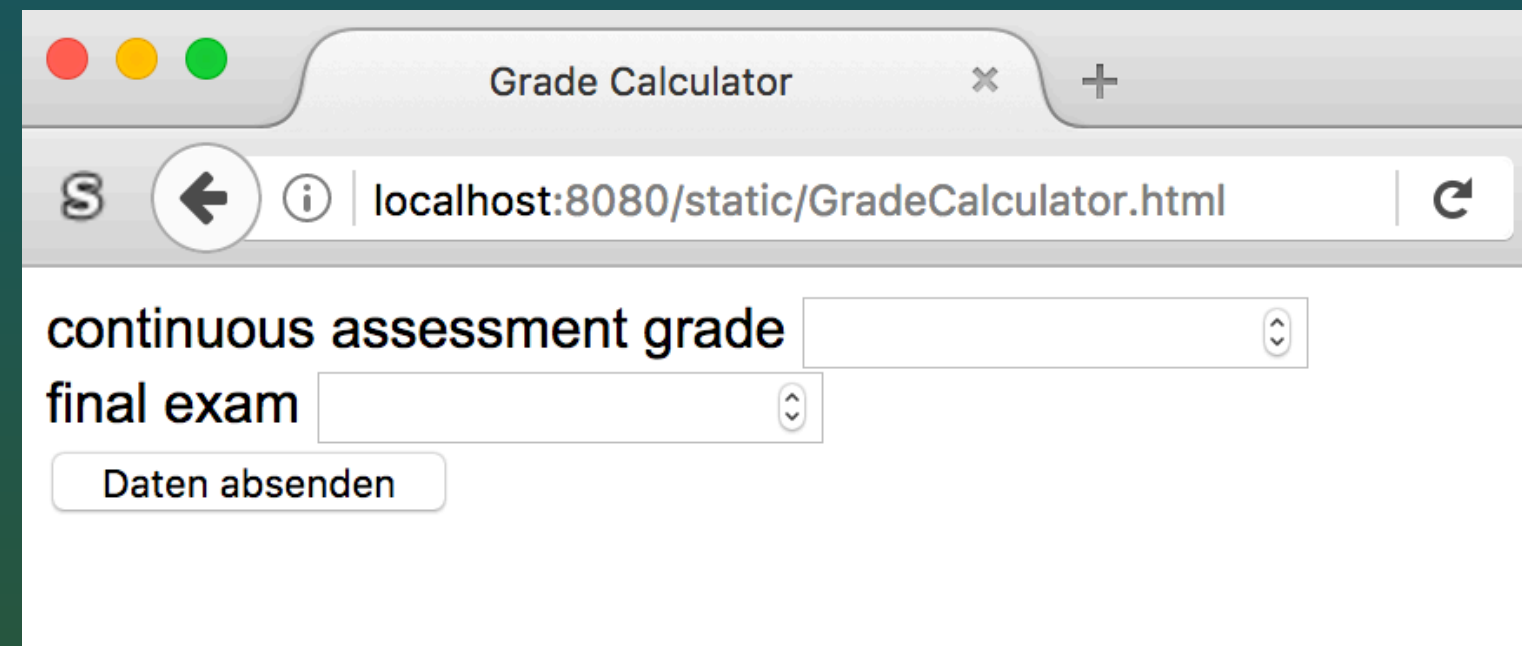 Grade Calculator
S localhost:8080/static/GradeCalculator.html
continuous assessment grade
final exam
Daten absenden